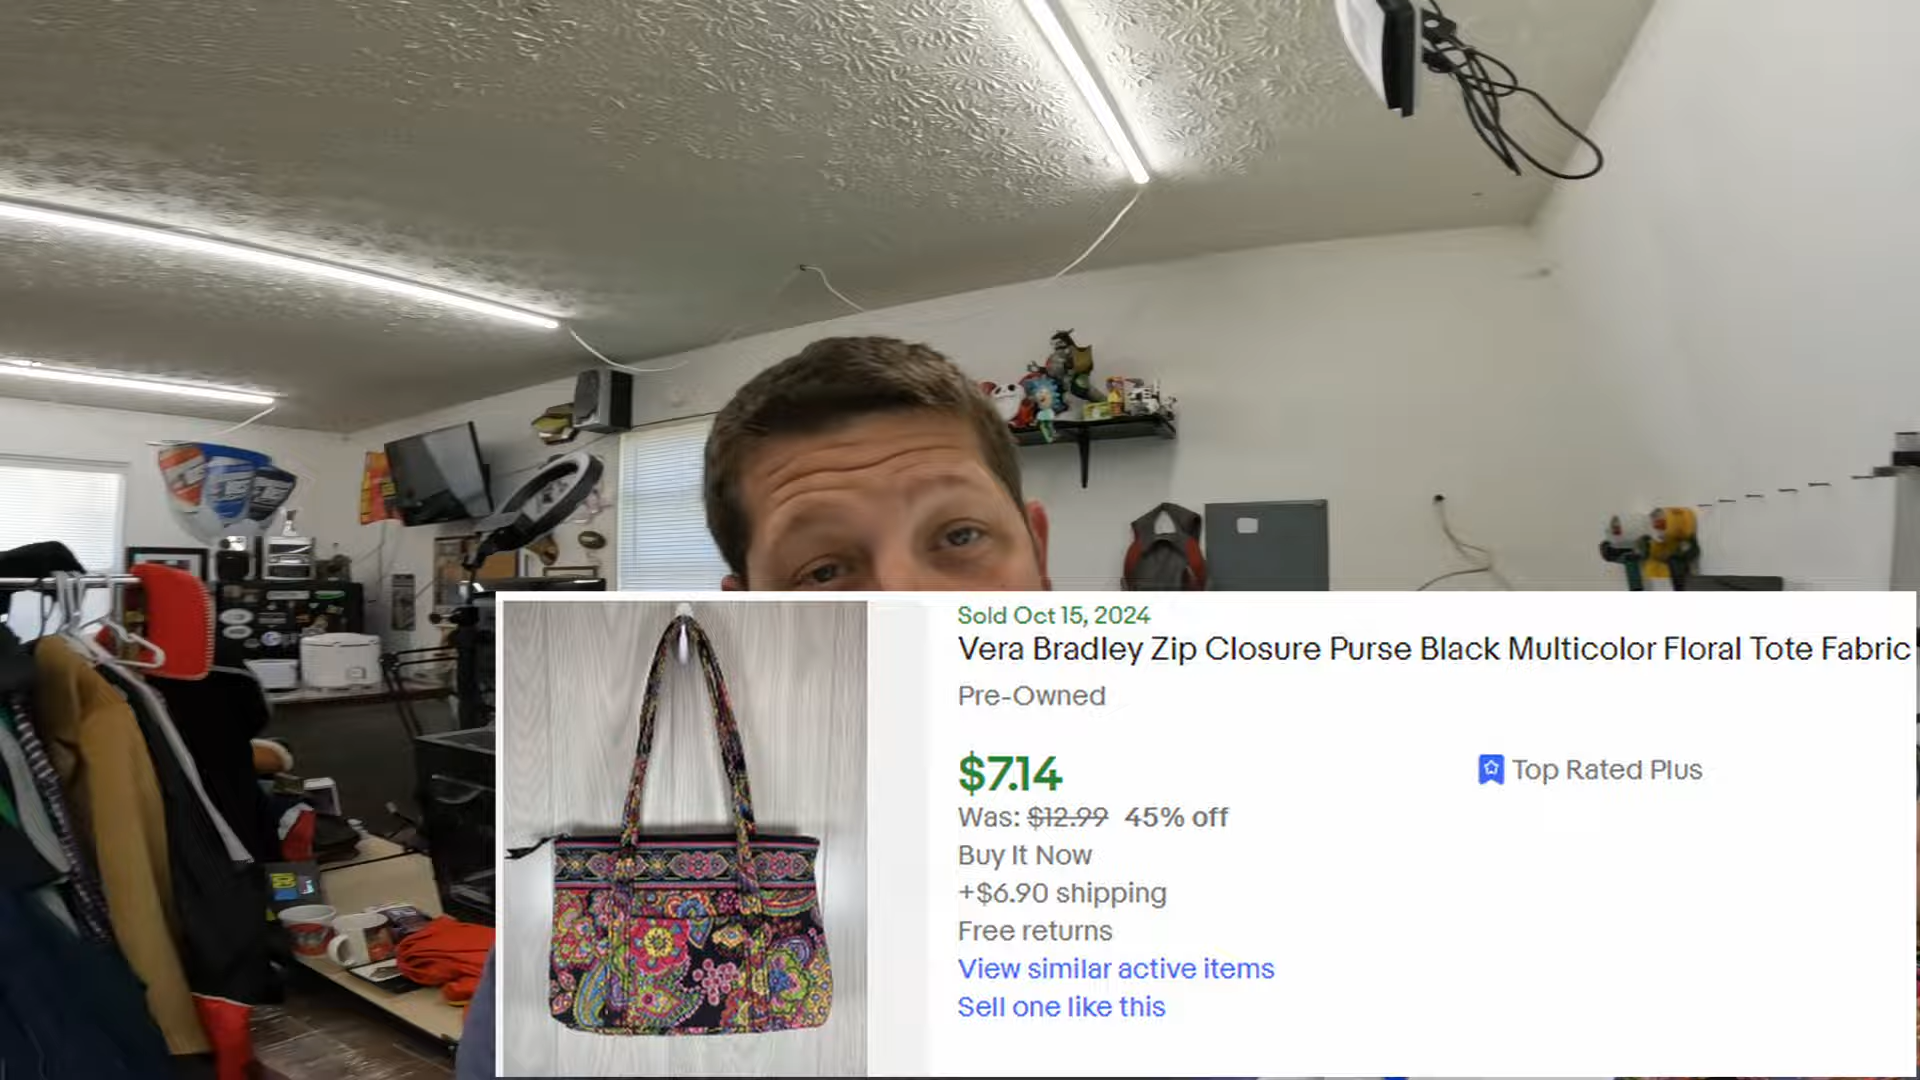 Sold Oct 15, 2024
Vera Bradley Zip Closure Purse Black Multicolor Floral Tote Fabric
Pre-Owned
$7.14
Top Rated Plus
Was: $12.99 45% off
Buy It Now
+$6.90 shipping
Free returns
View similar active items
Sell one like this